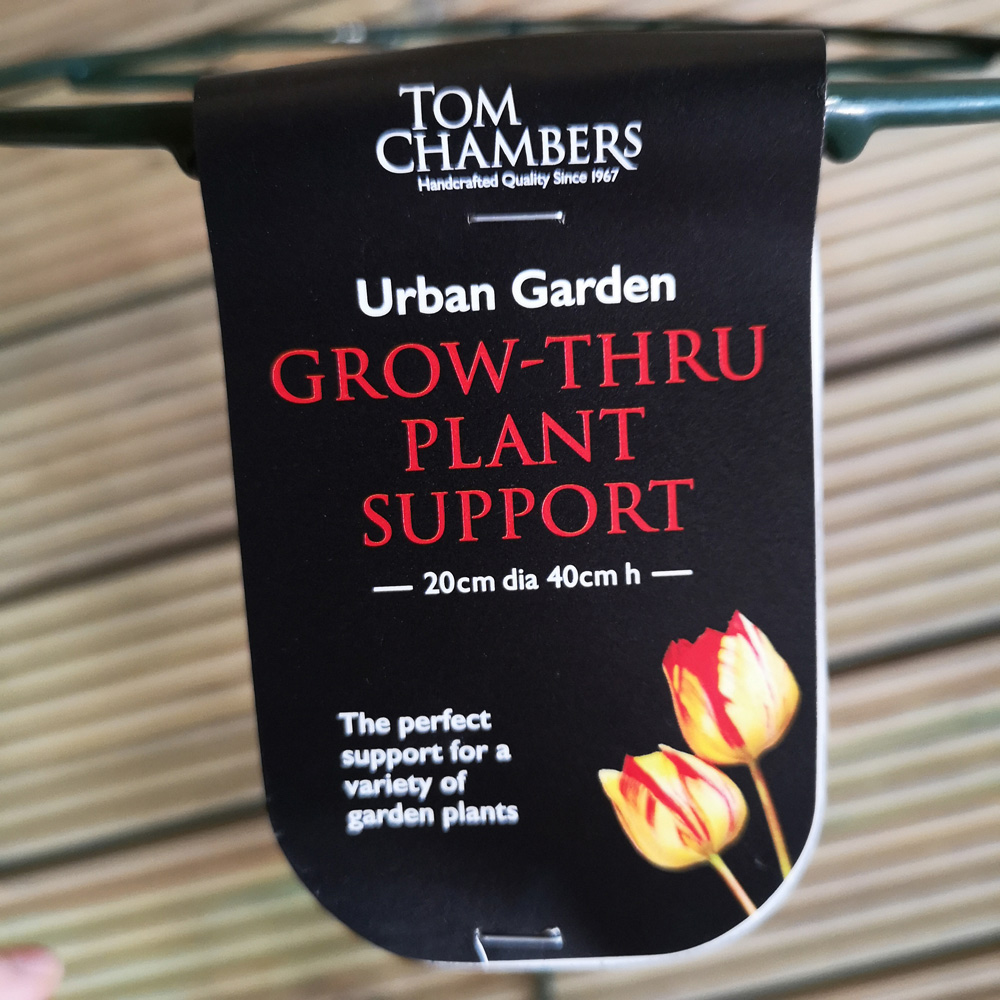 TOM
CHAMBERS
Handcrafted Quality Since 1967
Urban Garden
GROW-THRU
PLANT
SUPPORT
— 20cm dia 40cm h —
The perfect
support for a
variety of
garden plants